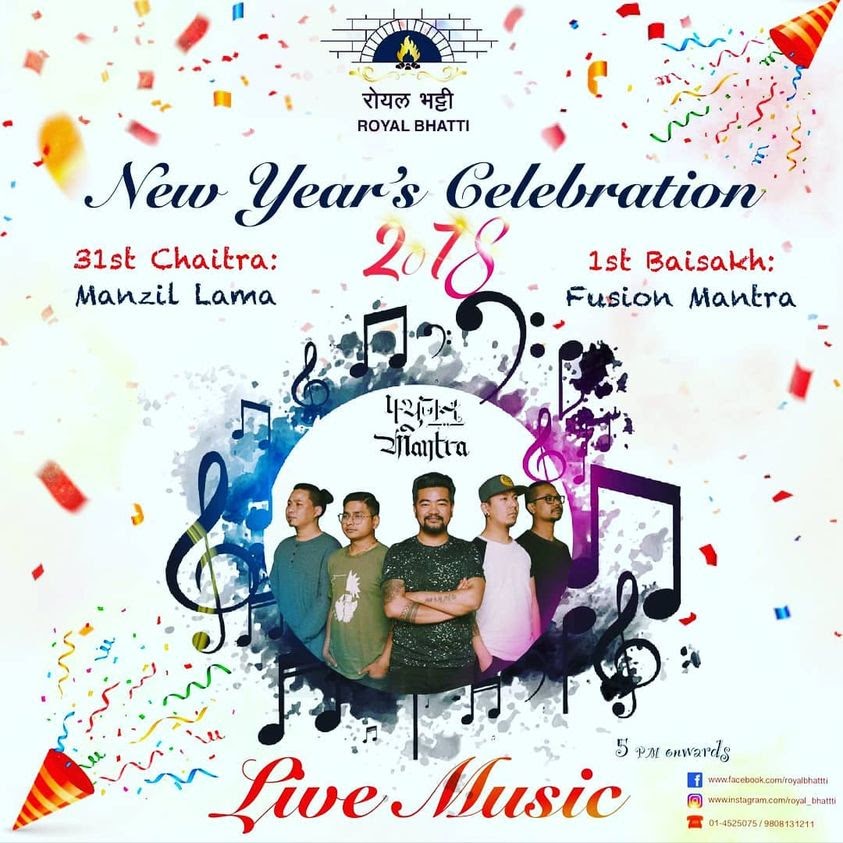 रोयल भट्टी
ROYAL BHATTI
New Year's Celebration
2078
31st Chaitra:
Manzil Lama
1st Baisakh:
Fusion Mantra
फ्युजन
Mantra
5 PM onwards
Live Music
www.facebook.com/royalbhattti
www.instagram.com/royal_bhattti
01-4525075 / 9808131211